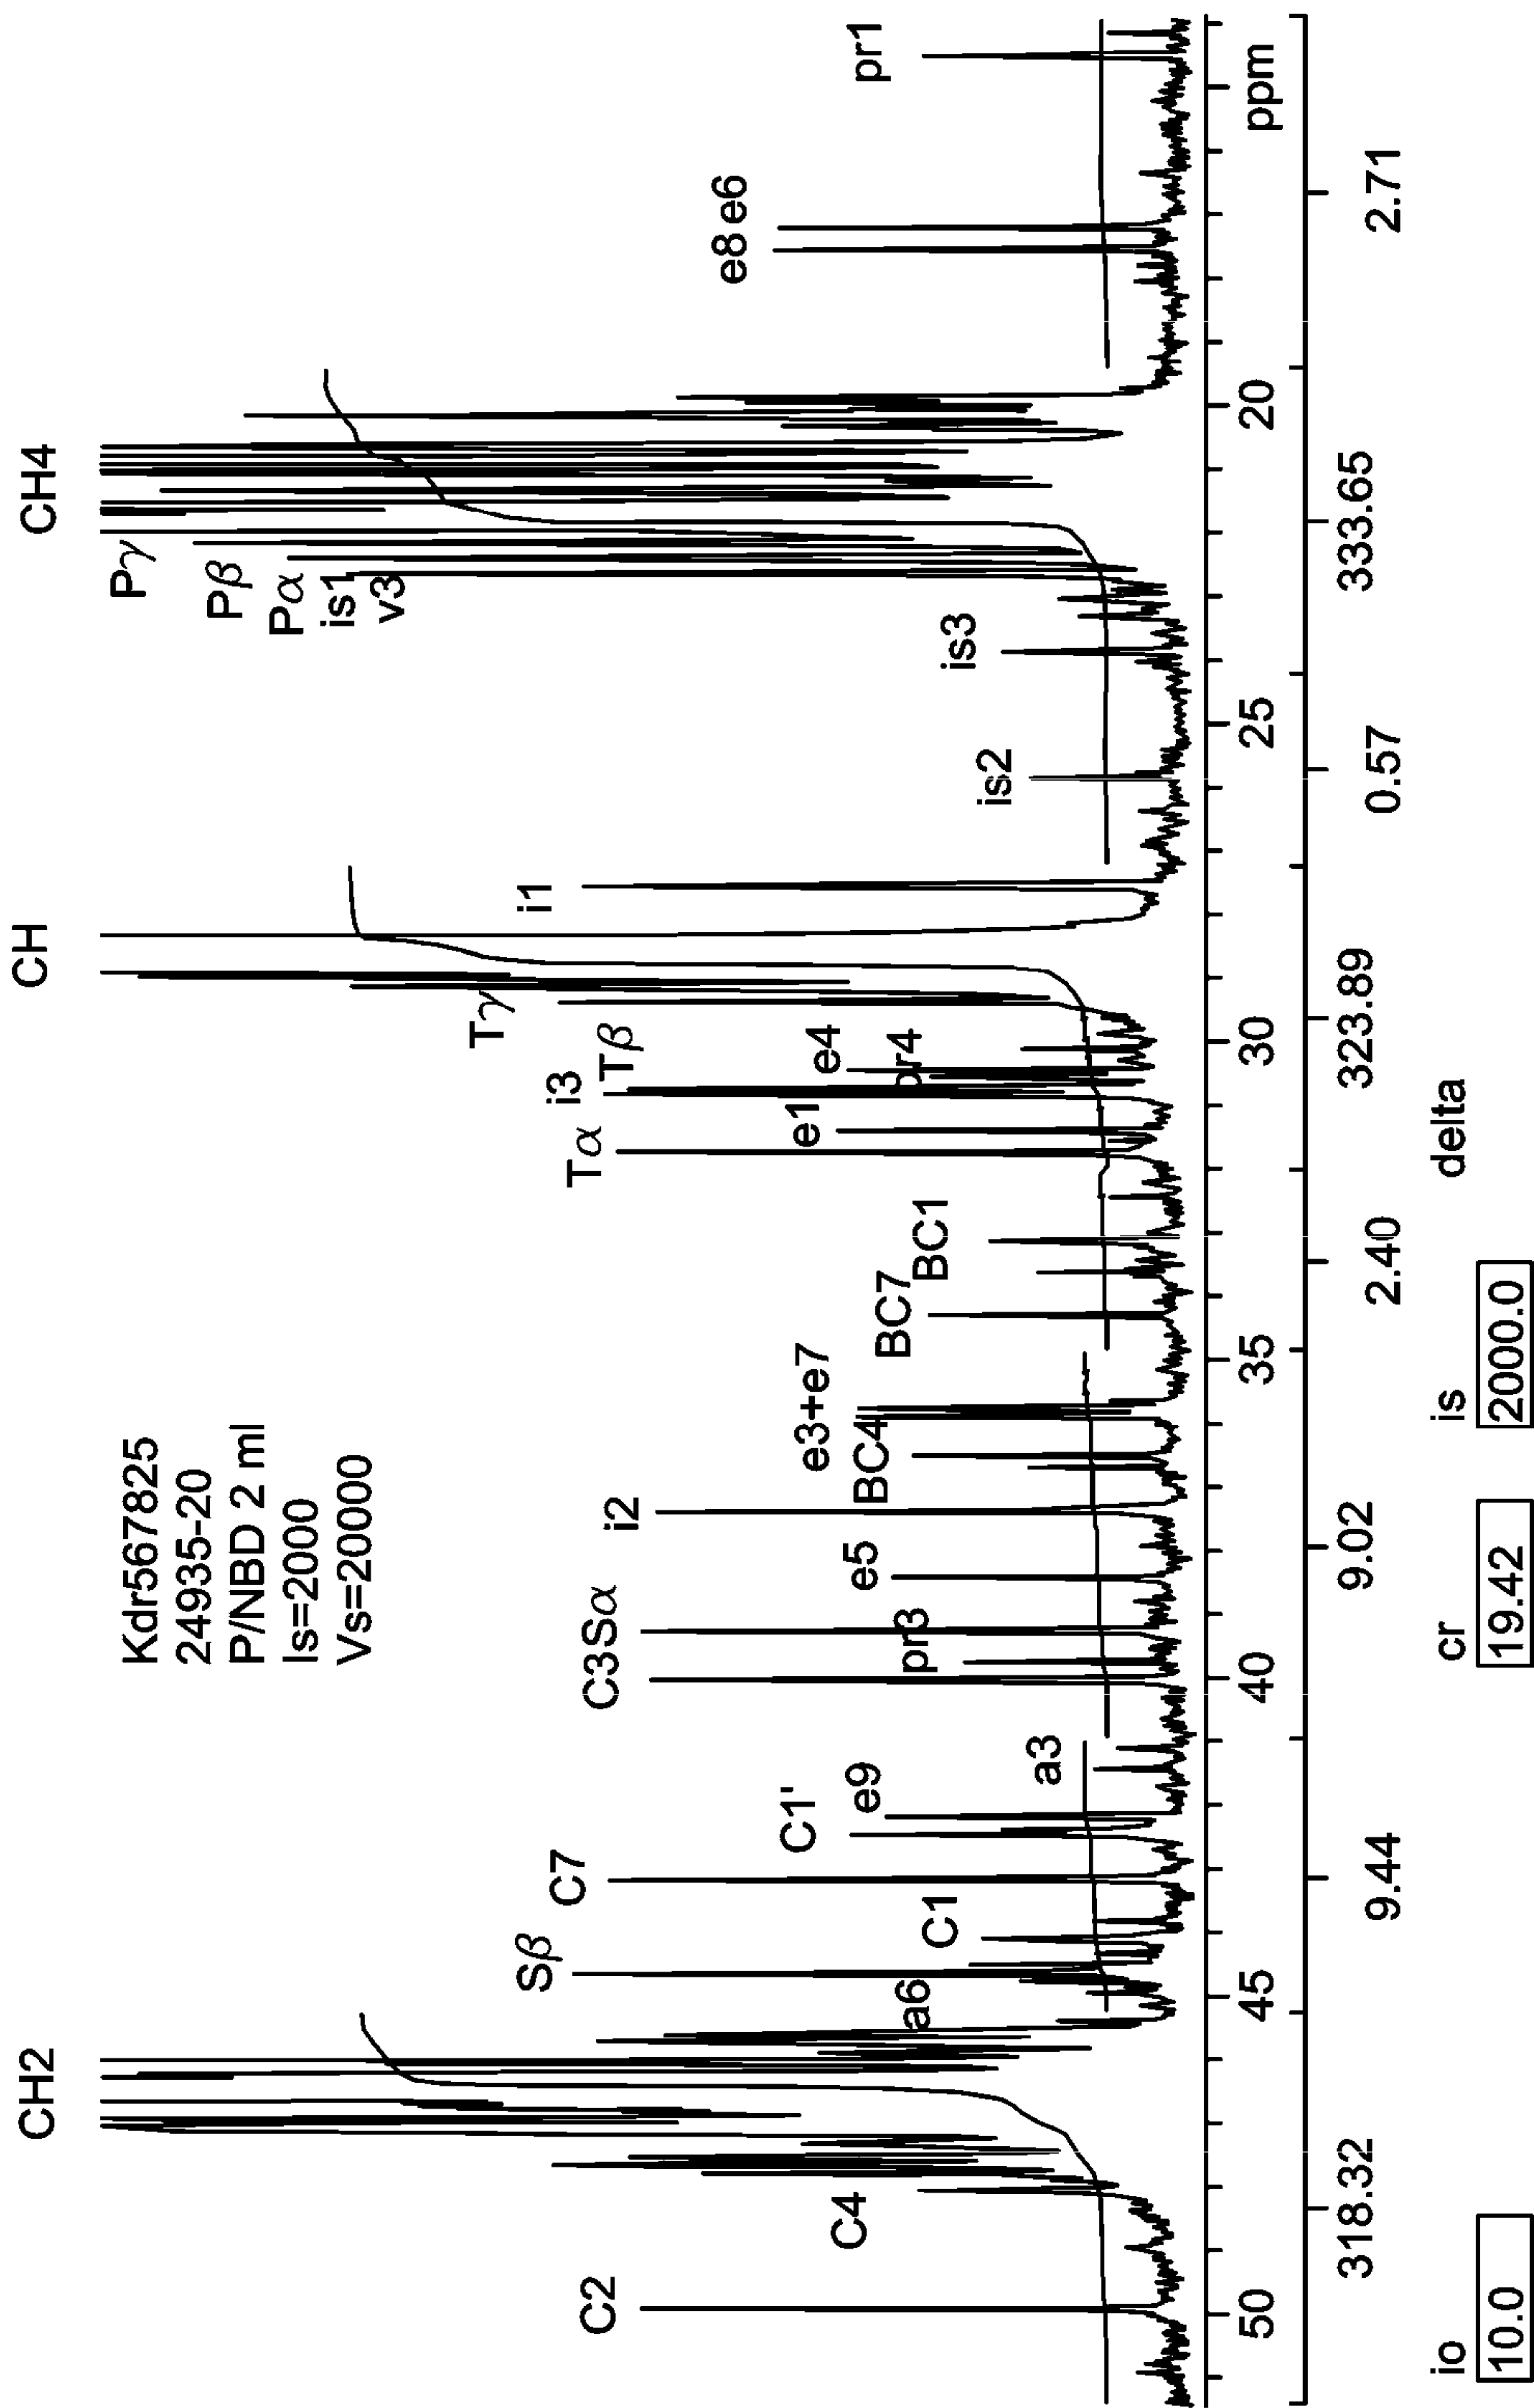 CH2
CH
CH4
Kdr567825
24935-20
P/NBD 2 ml
Is=2000
Vs=20000
C2
C4
Sβ
a6
C1
C7
C1'
e9
a3
C3Sα
pr3
e5
i2
BC4
e3+e7
BC7
BC1
Tα
e1
i3
Tβ
e4
pr4
Tγ
i1
is2
is3
v3
is1
Pα
Pβ
Pγ
e8 e6
pr1
50 45 40 35 30 25 20 ppm
318.32 9.44 9.02 2.40 323.89 0.57 333.65 2.71
io cr is delta
10.0 19.42 2000.0